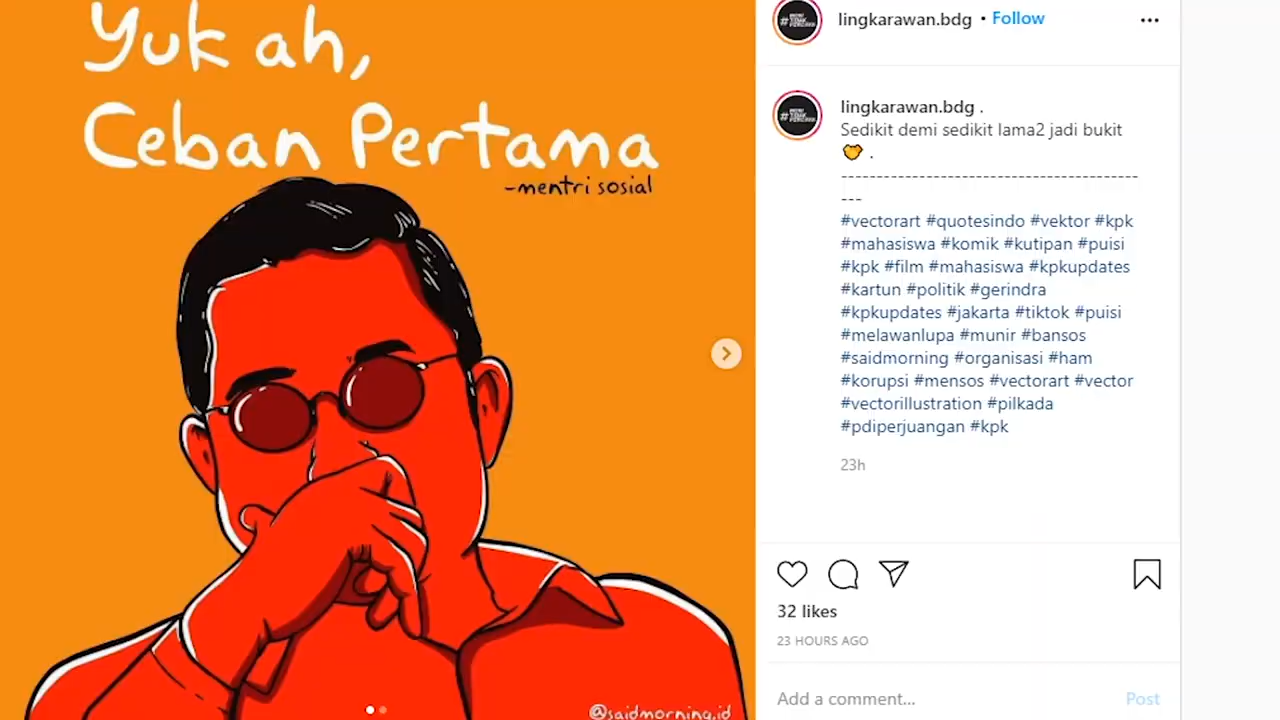 Yuk ah,
Ceban Pertama
-mentri sosial
@saidmorning.id
lingkarawan.bdg • Follow
lingkarawan.bdg .
Sedikit demi sedikit lama2 jadi bukit
.
------------------------------------------
---
#vectorart #quotesindo #vektor #kpk
#mahasiswa #komik #kutipan #puisi
#kpk #film #mahasiswa #kpkupdates
#kartun #politik #gerindra
#kpkupdates #jakarta #tiktok #puisi
#melawanlupa #munir #bansos
#saidmorning #organisasi #ham
#korupsi #mensos #vectorart #vector
#vectorillustration #pilkada
#pdiperjuangan #kpk
23h
32 likes
23 HOURS AGO
Add a comment... Post